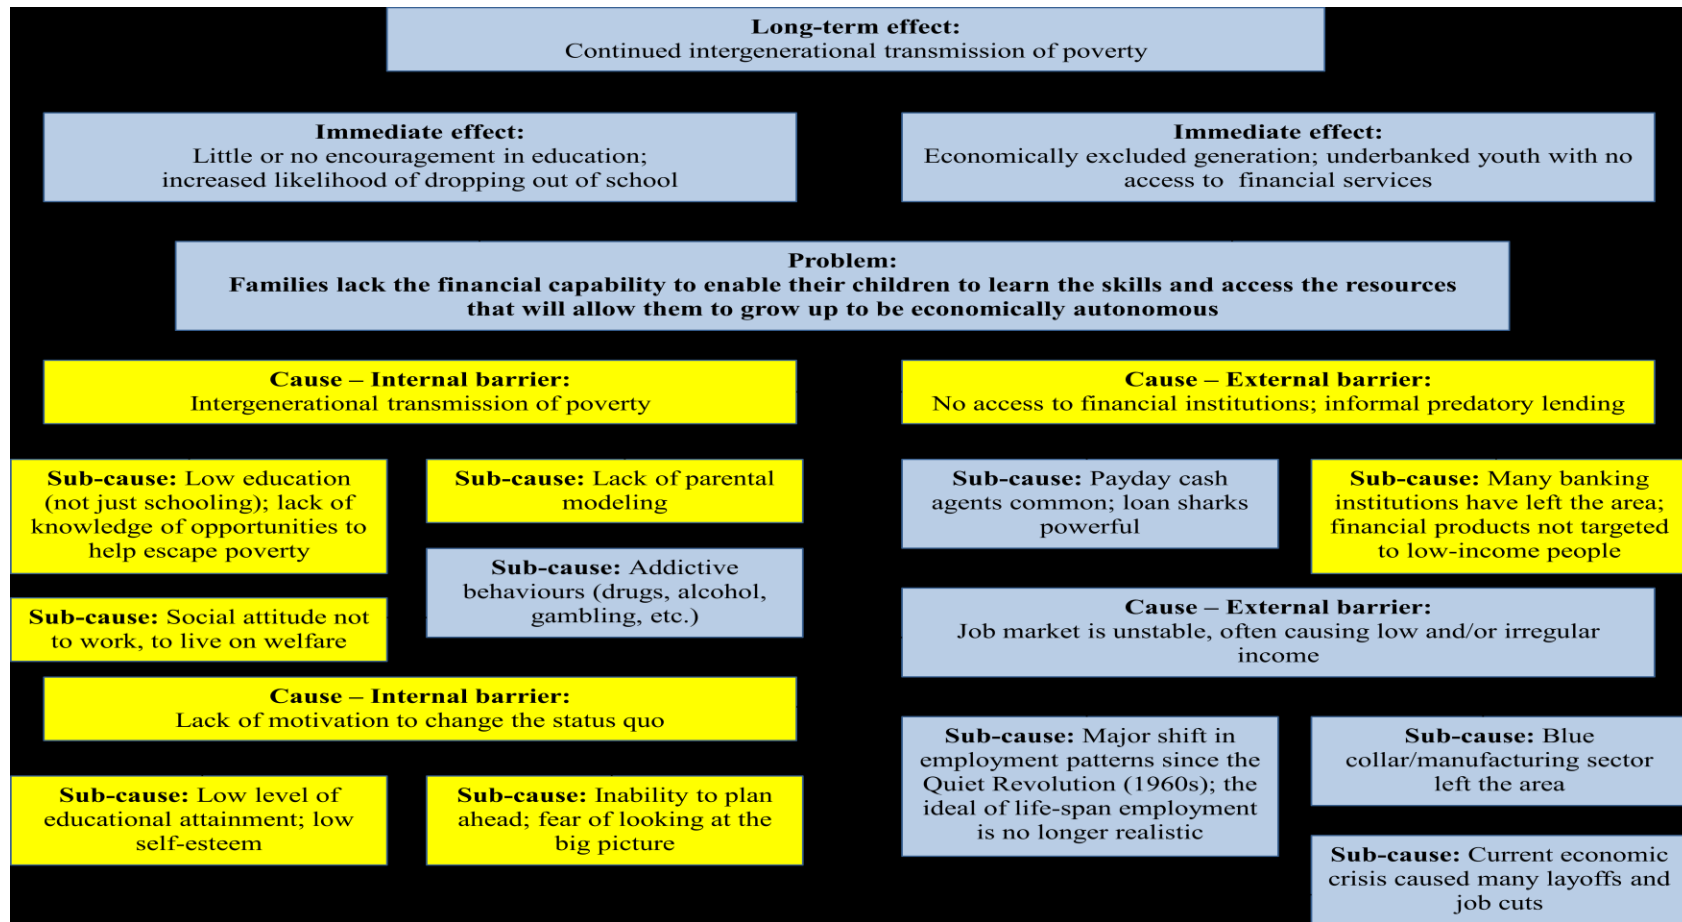 Long-term effect:
Continued intergenerational transmission of poverty
Immediate effect:
Little or no encouragement in education;
increased likelihood of dropping out of school
Immediate effect:
Economically excluded generation; underbanked youth with no
access to financial services
Problem:
Families lack the financial capability to enable their children to learn the skills and access the resources
that will allow them to grow up to be economically autonomous
Cause – Internal barrier:
Intergenerational transmission of poverty
Cause – External barrier:
No access to financial institutions; informal predatory lending
Sub-cause: Low education
(not just schooling); lack of
knowledge of opportunities to
help escape poverty
Sub-cause: Lack of parental
modeling
Sub-cause: Payday cash
agents common; loan sharks
powerful
Sub-cause: Many banking
institutions have left the area;
financial products not targeted
to low-income people
Sub-cause: Addictive
behaviours (drugs, alcohol,
gambling, etc.)
Sub-cause: Social attitude not
to work, to live on welfare
Cause – External barrier:
Job market is unstable, often causing low and/or irregular
income
Cause – Internal barrier:
Lack of motivation to change the status quo
Sub-cause: Major shift in
employment patterns since the
Quiet Revolution (1960s); the
ideal of life-span employment
is no longer realistic
Sub-cause: Blue
collar/manufacturing sector
left the area
Sub-cause: Low level of
educational attainment; low
self-esteem
Sub-cause: Inability to plan
ahead; fear of looking at the
big picture
Sub-cause: Current economic
crisis caused many layoffs and
job cuts